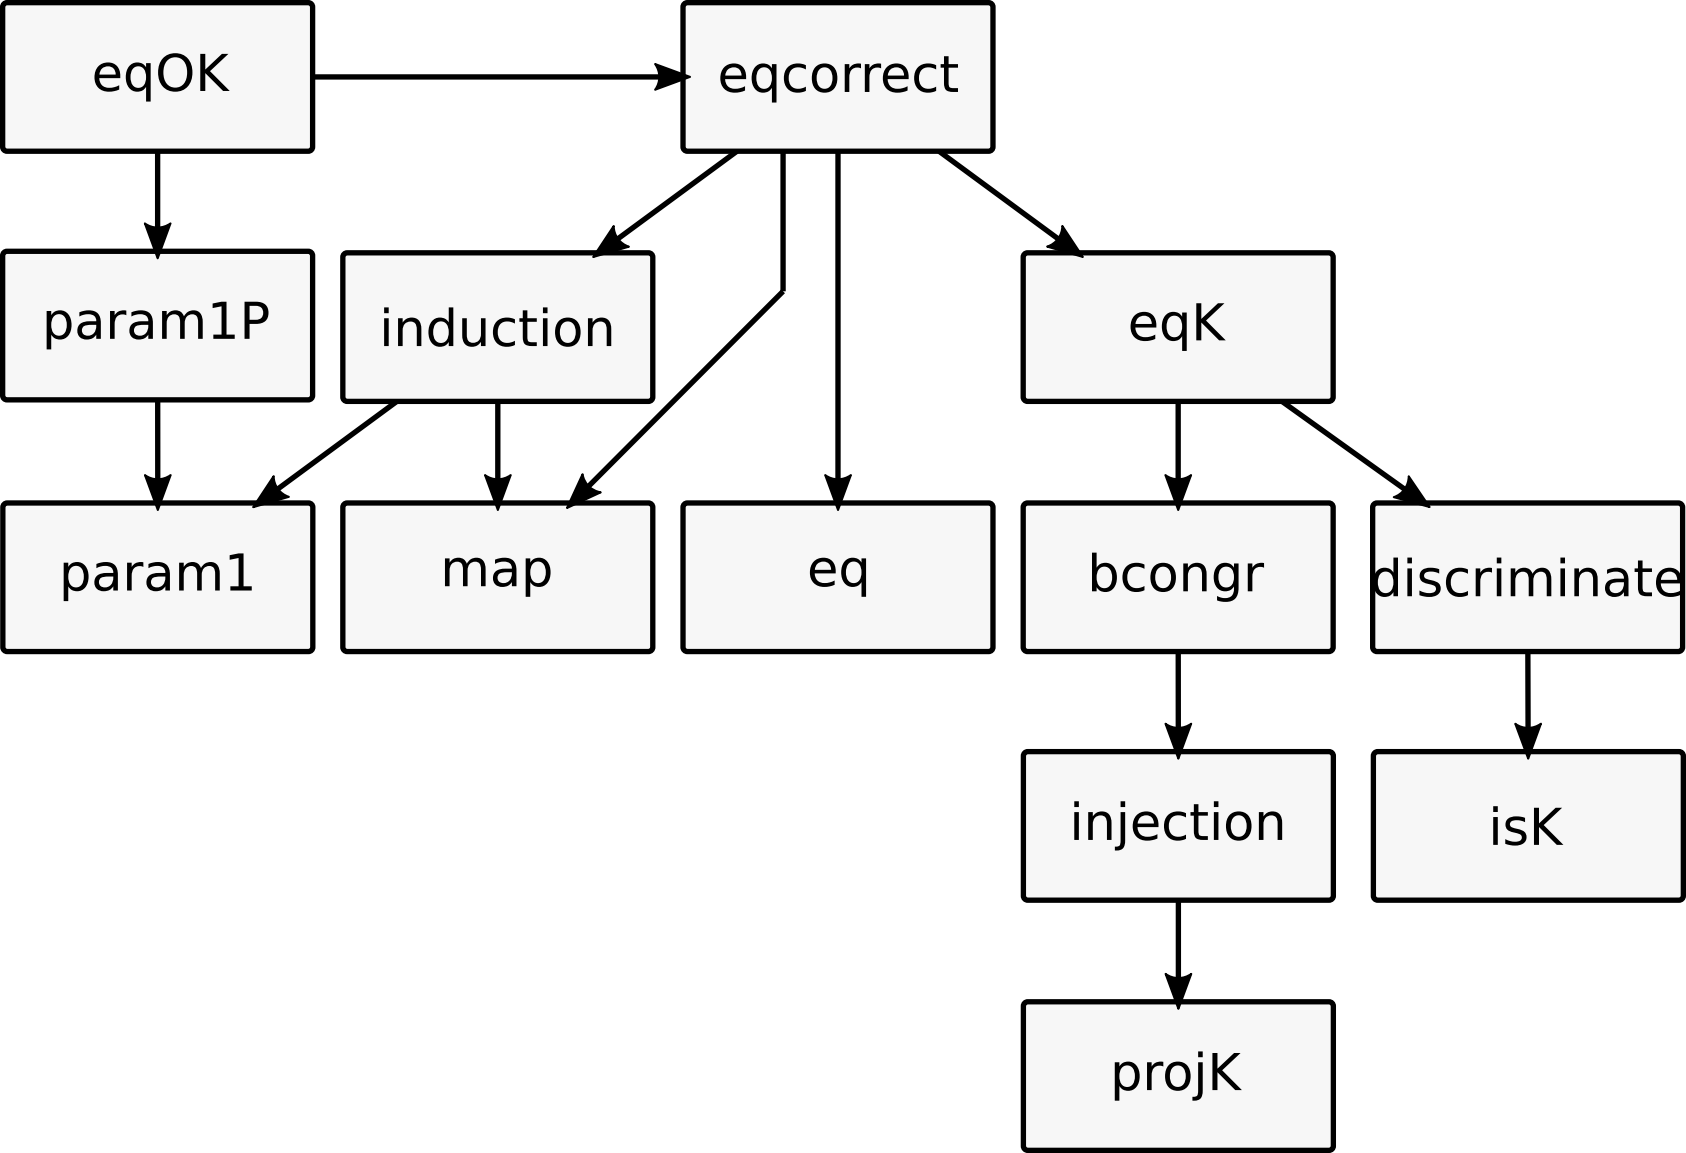 eqOK
eqcorrect
param1P
induction
eqK
param1
map
eq
bcongr
discriminate
injection
isK
projK